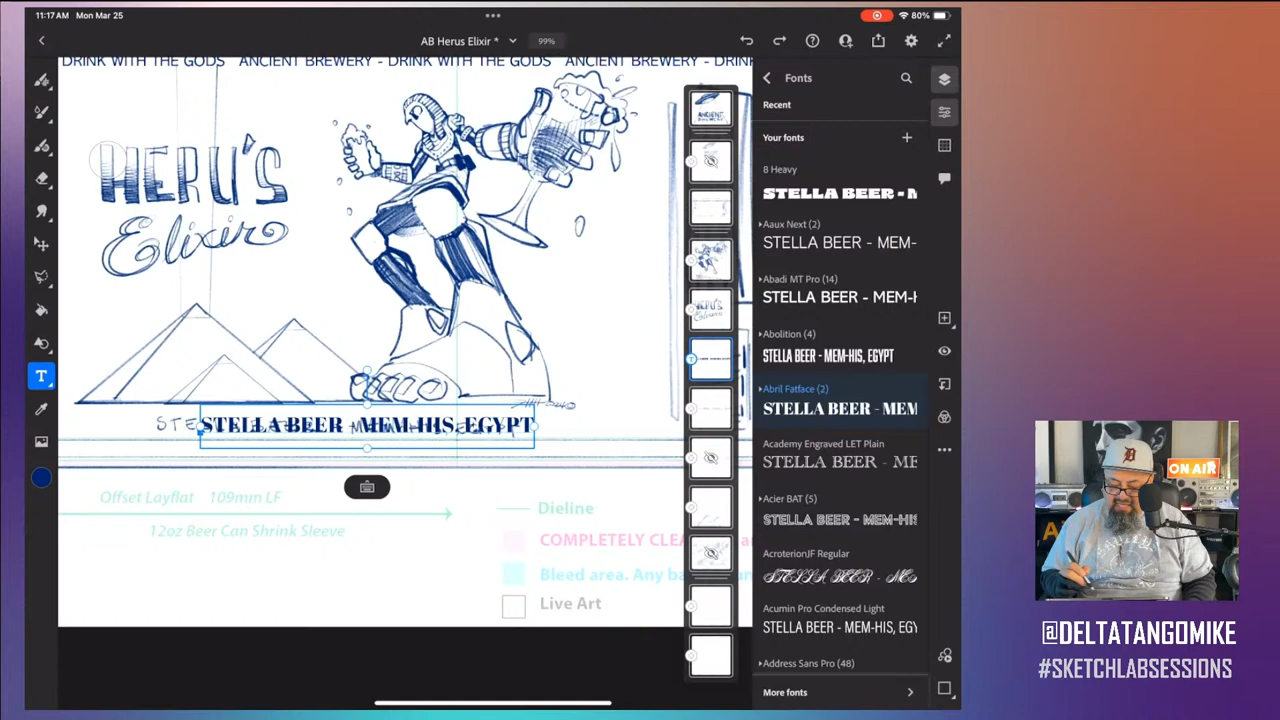 11:17AM Mon Mar 25
80%
AB Herus Elixir *
99%
DRINK WITH THE GODS ANCIENT BREWERY - DRINK WITH THE GODS ANCIENT BREWERY - DRIN
Fonts
Recent
Your fonts
8 Heavy
STELLA BEER - M
Aaux Next (2)
STELLA BEER - MEM-
Abadi MT Pro (14)
STELLA BEER - MEM-H
Abolition (4)
STELLA BEER - MEM-HIS, EGYPT
Abril Fatface (2)
STELLA BEER - MEM
Academy Engraved LET Plain
STELLA BEER - ME
Acier BAT (5)
STELLA BEER - MEM-HIS
AcroterionJF Regular
STELLA BEER - MEM
Acumin Pro Condensed Light
STELLA BEER - MEM-HIS, EGY
Address Sans Pro (48)
More fonts
ANCIENT
HERU'S
Elixir
T
STELLA BEER - MEM-HIS, EGYPT
Offset Layflat 109mm LF
12oz Beer Can Shrink Sleeve
Dieline
COMPLETELY CLEA
Bleed area. Any ba
Live Art
ON AIR
@DELTATANGOMIKE
#SKETCHLABSESSIONS